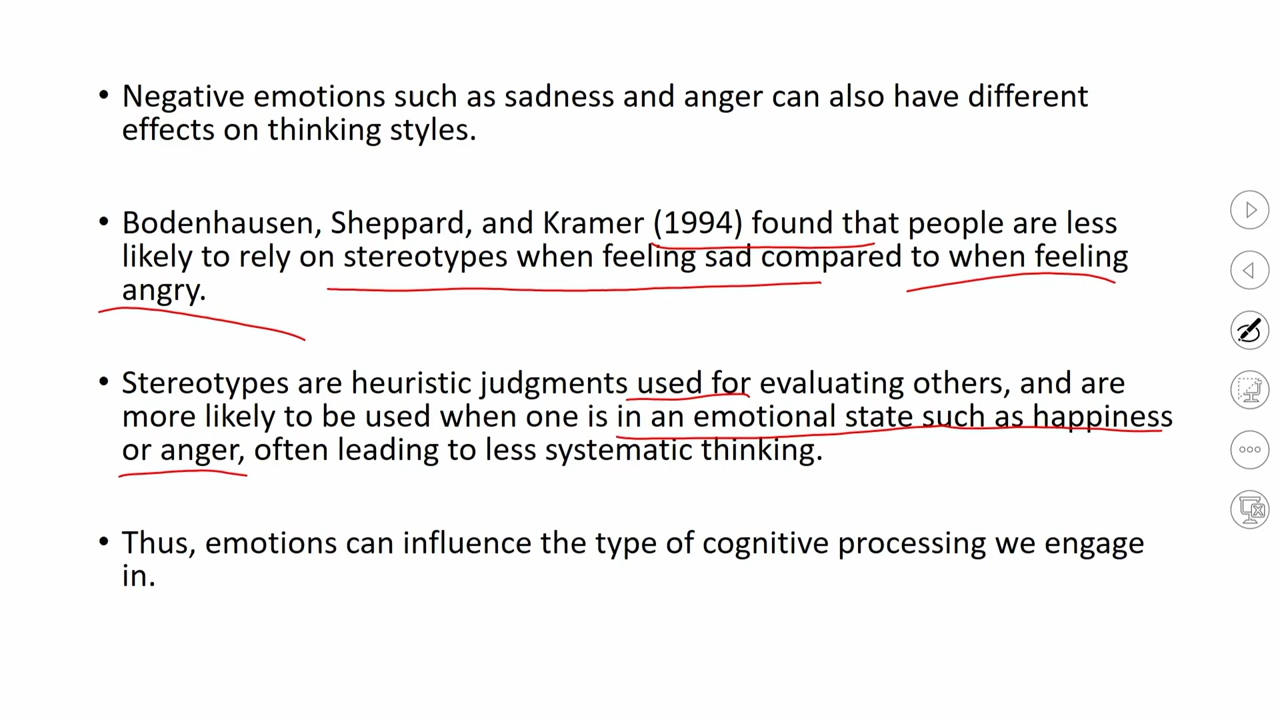 • Negative emotions such as sadness and anger can also have different
effects on thinking styles.
• Bodenhausen, Sheppard, and Kramer (1994) found that people are less
likely to rely on stereotypes when feeling sad compared to when feeling
angry.
• Stereotypes are heuristic judgments used for evaluating others, and are
more likely to be used when one is in an emotional state such as happiness
or anger, often leading to less systematic thinking.
• Thus, emotions can influence the type of cognitive processing we engage
in.